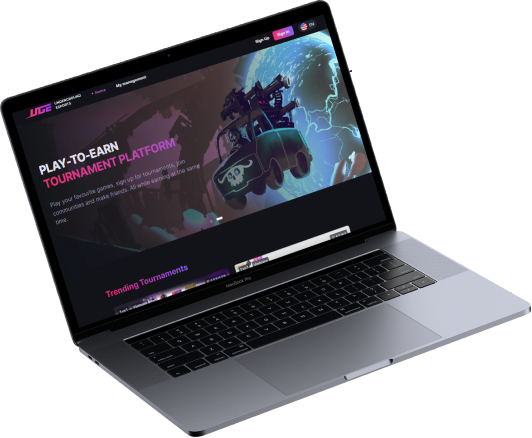 UGE UNDERGROUND
ESPORTS
Home
My management
Sign Up
Sign In
EN
PLAY-TO-EARN
TOURNAMENT PLATFORM
Play your favourite games, sign up for tournaments, join
communities and make friends. All while earning at the same
time.
Trending Tournaments
MacBook Pro